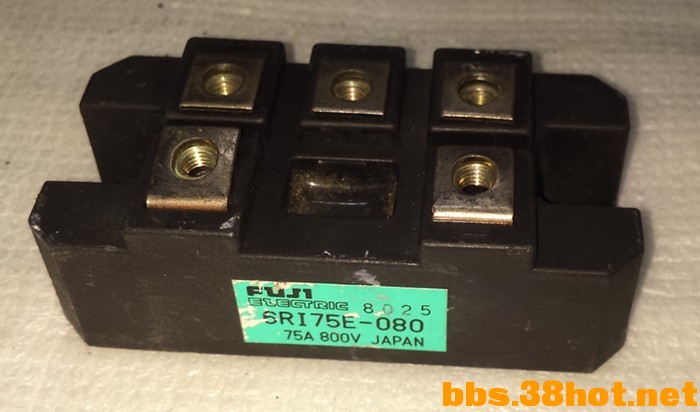 FUJI
ELECTRIC 8025
6RI75E-080
75A 800V JAPAN
bbs.38hot.net